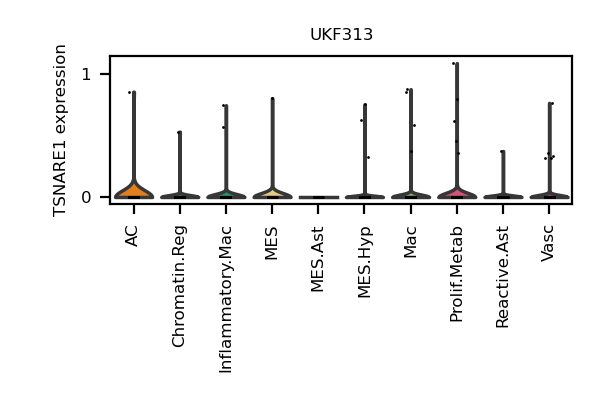 UKF313
TSNARE1 expression
1
0
AC
Chromatin.Reg
Inflammatory.Mac
MES
MES.Ast
MES.Hyp
Mac
Prolif.Metab
Reactive.Ast
Vasc